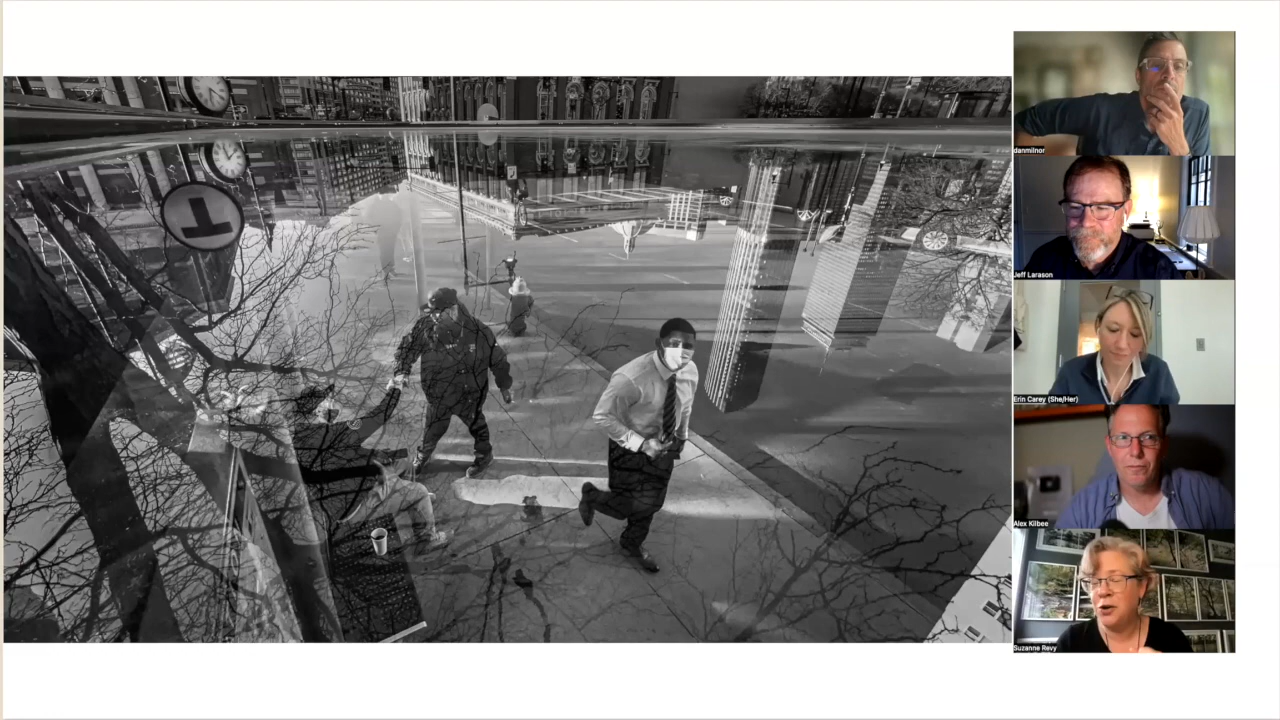 T
danmilnor
Jeff Larason
Erin Carey (She/Her)
Alex Kilbee
Suzanne Revy